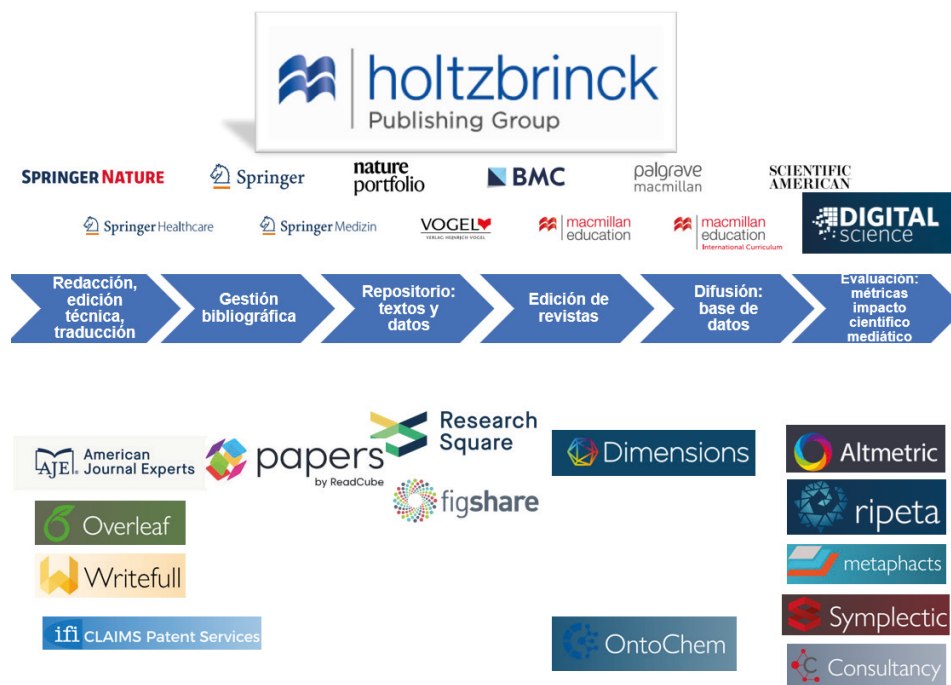 holtzbrinck
Publishing Group
SPRINGER NATURE
Springer
nature
portfolio
BMC
palgrave
macmillan
SCIENTIFIC
AMERICAN
Springer Healthcare
Springer Medizin
VOGEL
VERLAG HEINRICH VOGEL
macmillan
education
macmillan
education
International Curriculum
DIGITAL
science
Redacción,
edición
técnica,
traducción
Gestión
bibliográfica
Repositorio:
textos y
datos
Edición de
revistas
Difusión:
base de
datos
Evaluación:
métricas
impacto
científico
mediático
AJE American
Journal Experts
papers
by ReadCube
Research
Square
figshare
Dimensions
Altmetric
Overleaf
ripeta
Writefull
metaphacts
ifi CLAIMS Patent Services
OntoChem
Symplectic
C Consultancy